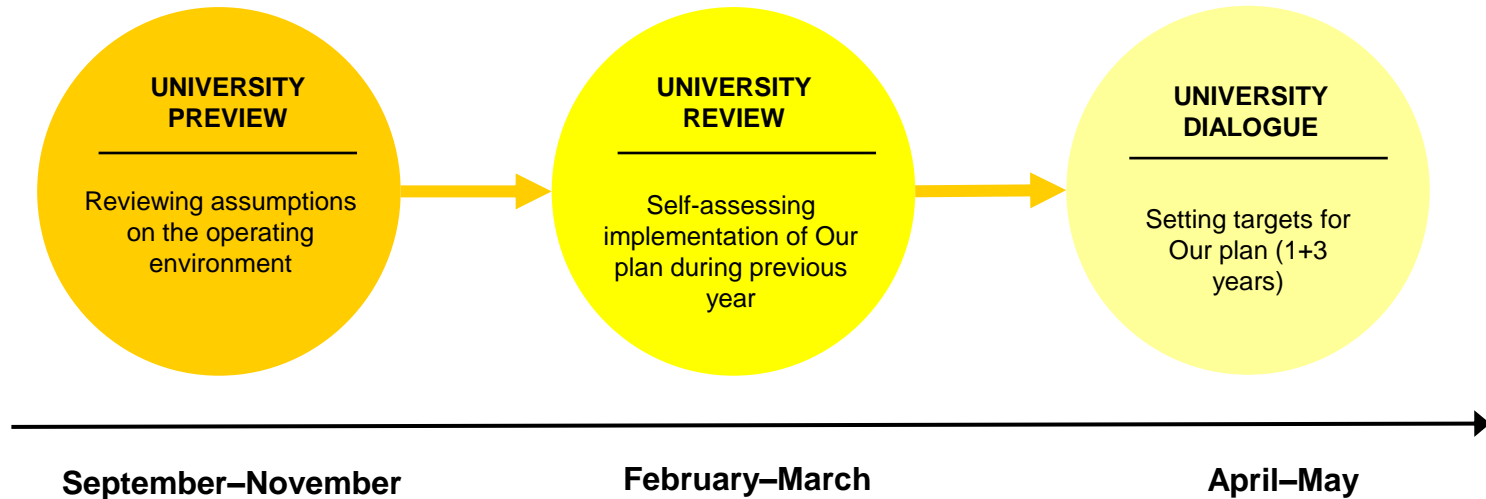 UNIVERSITY
PREVIEW
Reviewing assumptions
on the operating
environment
UNIVERSITY
REVIEW
Self-assessing
implementation of Our
plan during previous
year
UNIVERSITY
DIALOGUE
Setting targets for
Our plan (1+3
years)
September–November
February–March
April–May